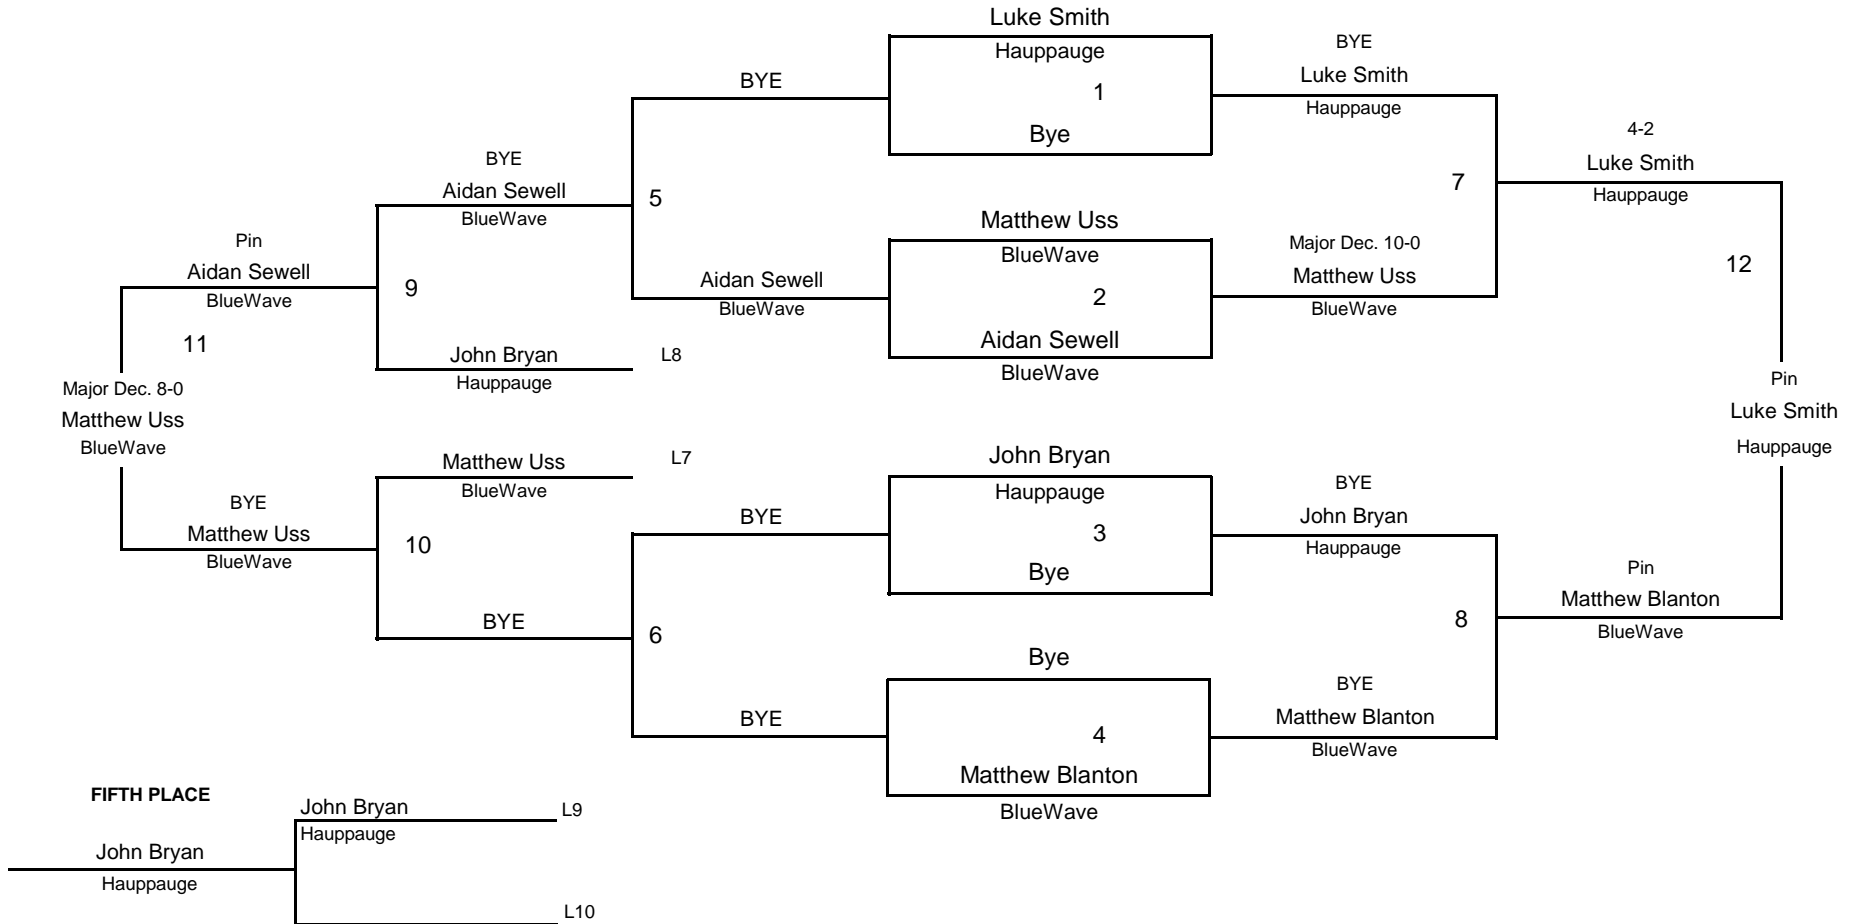 Luke Smith
Hauppauge
1
Bye
BYE
Luke Smith
Hauppauge
BYE
4-2
Luke Smith
Hauppauge
BYE
Aidan Sewell
BlueWave
5
7
Matthew Uss
BlueWave
2
Aidan Sewell
BlueWave
Major Dec. 10-0
Matthew Uss
BlueWave
12
Pin
Aidan Sewell
BlueWave
9
Aidan Sewell
BlueWave
11
John Bryan
Hauppauge
L8
Major Dec. 8-0
Matthew Uss
BlueWave
Pin
Luke Smith
Hauppauge
Matthew Uss
BlueWave
L7
John Bryan
Hauppauge
3
Bye
BYE
John Bryan
Hauppauge
BYE
Matthew Uss
BlueWave
10
BYE
Pin
Matthew Blanton
BlueWave
BYE
6
8
Bye
4
Matthew Blanton
BlueWave
BYE
BYE
Matthew Blanton
BlueWave
FIFTH PLACE
John Bryan
Hauppauge
L9
John Bryan
Hauppauge
L10